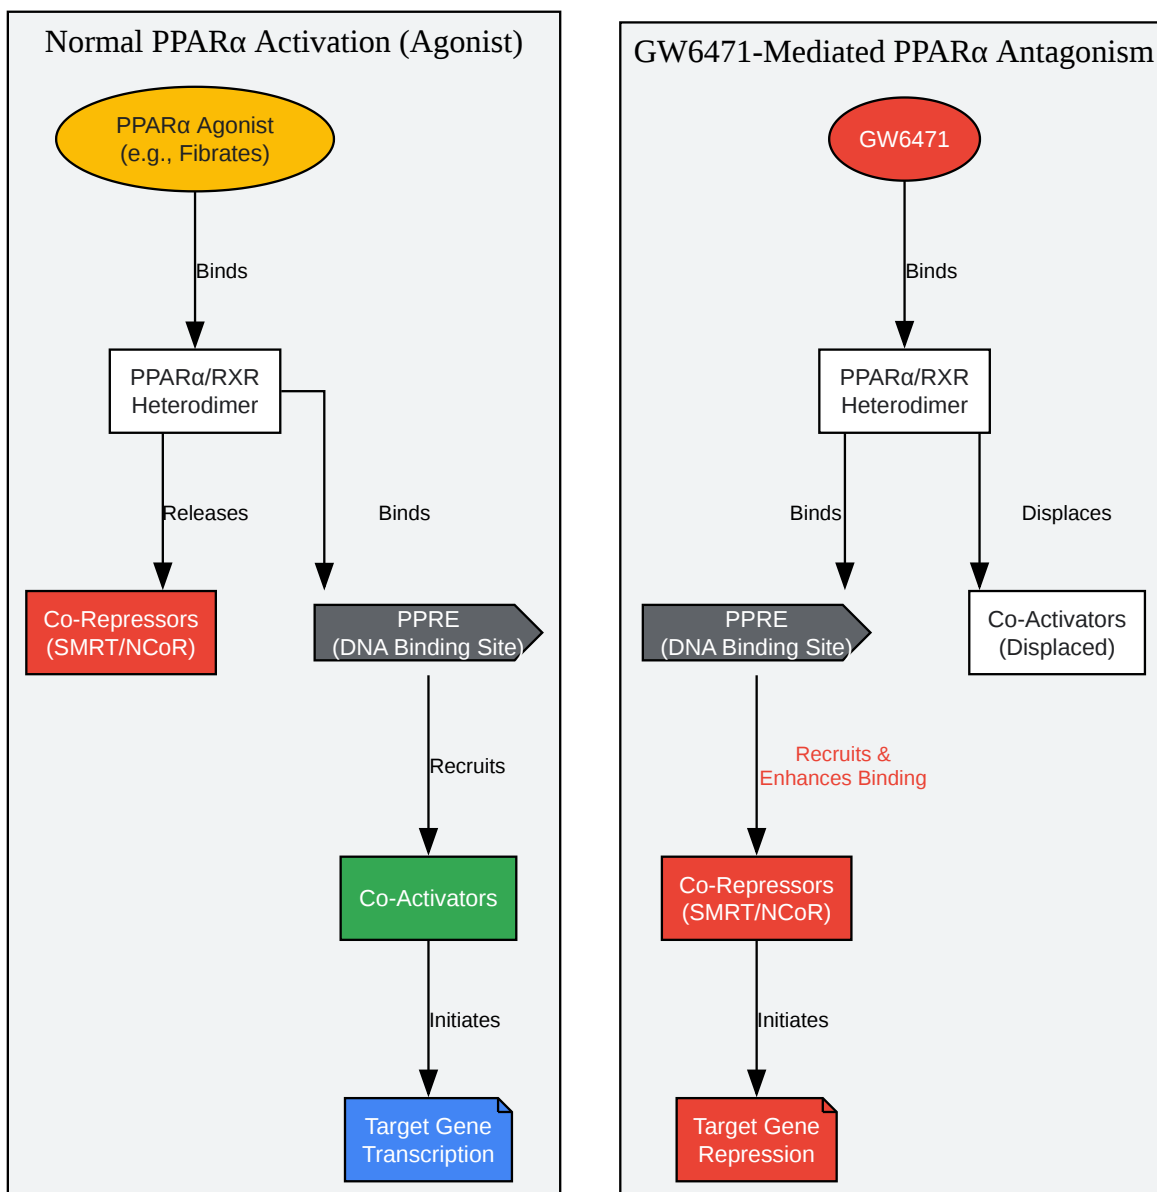 Normal PPARα Activation (Agonist)
PPARα Agonist
(e.g., Fibrates)
Binds
PPARα/RXR
Heterodimer
Releases
Binds
Co-Repressors
(SMRT/NCoR)
PPRE
(DNA Binding Site)
Recruits
Co-Activators
Initiates
Target Gene
Transcription
GW6471-Mediated PPARα Antagonism
GW6471
Binds
PPARα/RXR
Heterodimer
Binds
Displaces
PPRE
(DNA Binding Site)
Co-Activators
(Displaced)
Recruits &
Enhances Binding
Co-Repressors
(SMRT/NCoR)
Initiates
Target Gene
Repression